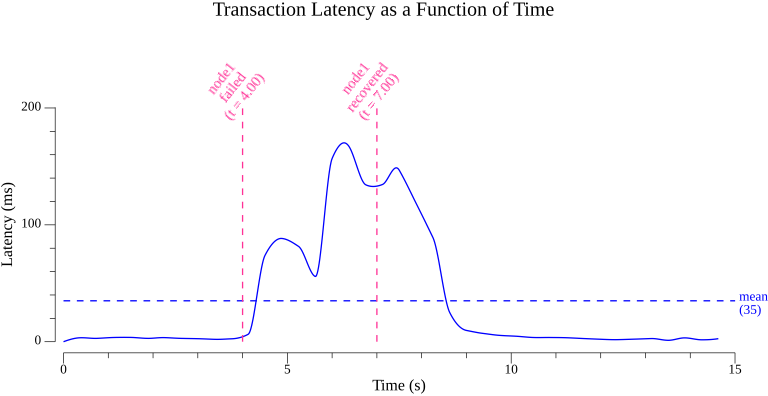 Transaction Latency as a Function of Time
node1
failed
(t = 4.00)
node1
recovered
(t = 7.00)
200
100
0
Latency (ms)
mean
(35)
0
5
10
15
Time (s)